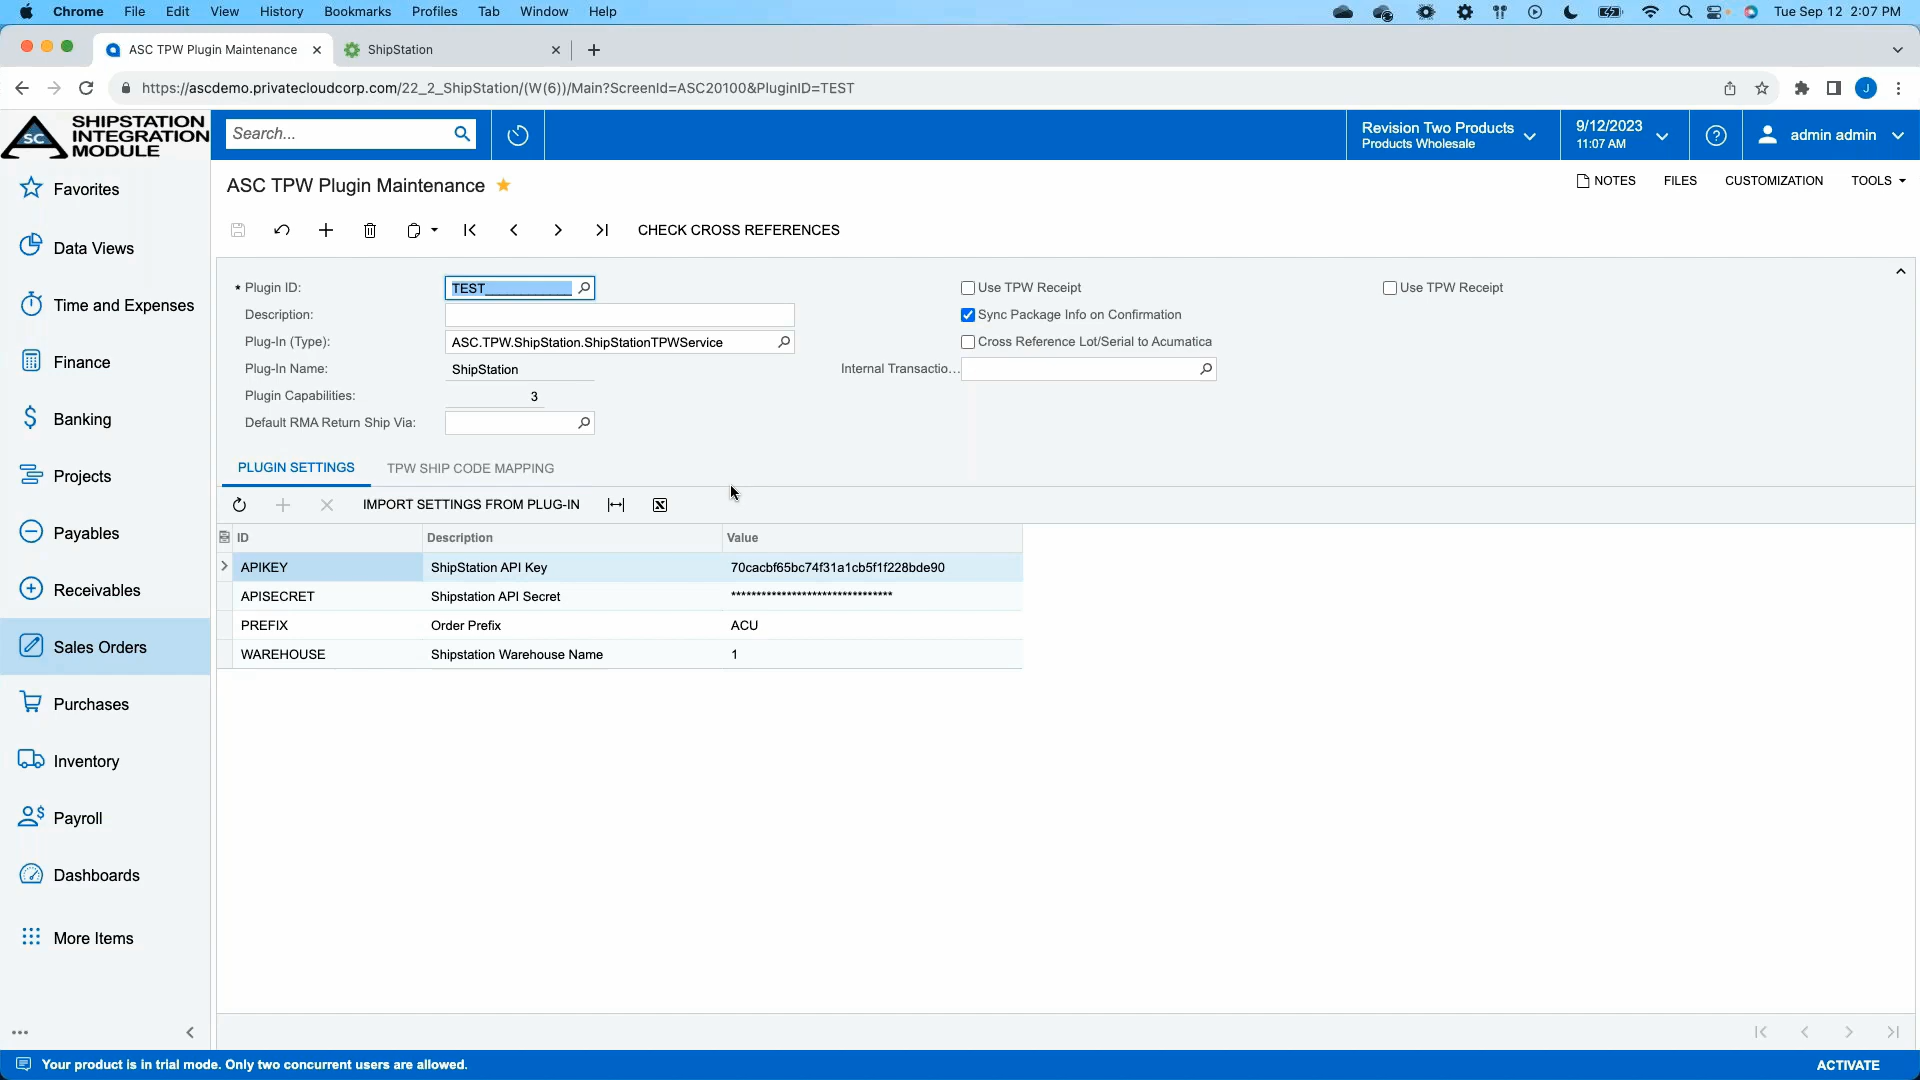 Chrome File Edit View History Bookmarks Profiles Tab Window Help Tue Sep 12 2:07 PM
ASC TPW Plugin Maintenance ShipStation
https://ascdemo.privatecloudcorp.com/22_2_ShipStation/(W(6))/Main?ScreenId=ASC20100&PluginID=TEST J
SC SHIPSTATION
INTEGRATION
MODULE
Search...
Revision Two Products
Products Wholesale
9/12/2023
11:07 AM
admin admin
Favorites
Data Views
Time and Expenses
Finance
Banking
Projects
Payables
Receivables
Sales Orders
Purchases
Inventory
Payroll
Dashboards
More Items
ASC TPW Plugin Maintenance
NOTES FILES CUSTOMIZATION TOOLS
CHECK CROSS REFERENCES
* Plugin ID: TEST____________
Description:
Plug-In (Type): ASC.TPW.ShipStation.ShipStationTPWService
Plug-In Name: ShipStation
Plugin Capabilities: 3
Default RMA Return Ship Via:
Use TPW Receipt
Sync Package Info on Confirmation
Cross Reference Lot/Serial to Acumatica
Internal Transactio...
Use TPW Receipt
PLUGIN SETTINGS TPW SHIP CODE MAPPING
IMPORT SETTINGS FROM PLUG-IN
ID Description Value
APIKEY ShipStation API Key 70cacbf65bc74f31a1cb5f1f228bde90
APISECRET Shipstation API Secret ********************************
PREFIX Order Prefix ACU
WAREHOUSE Shipstation Warehouse Name 1
Your product is in trial mode. Only two concurrent users are allowed. ACTIVATE